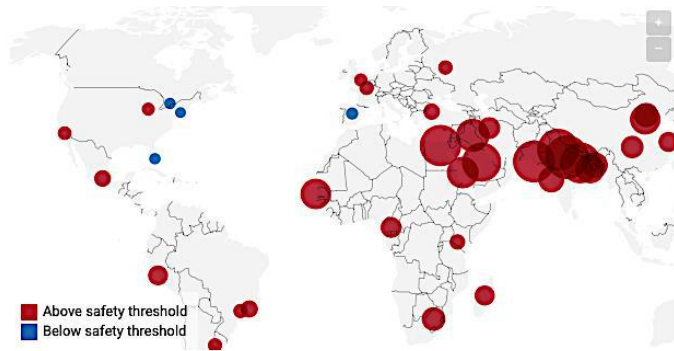 +
−
Above safety threshold
Below safety threshold